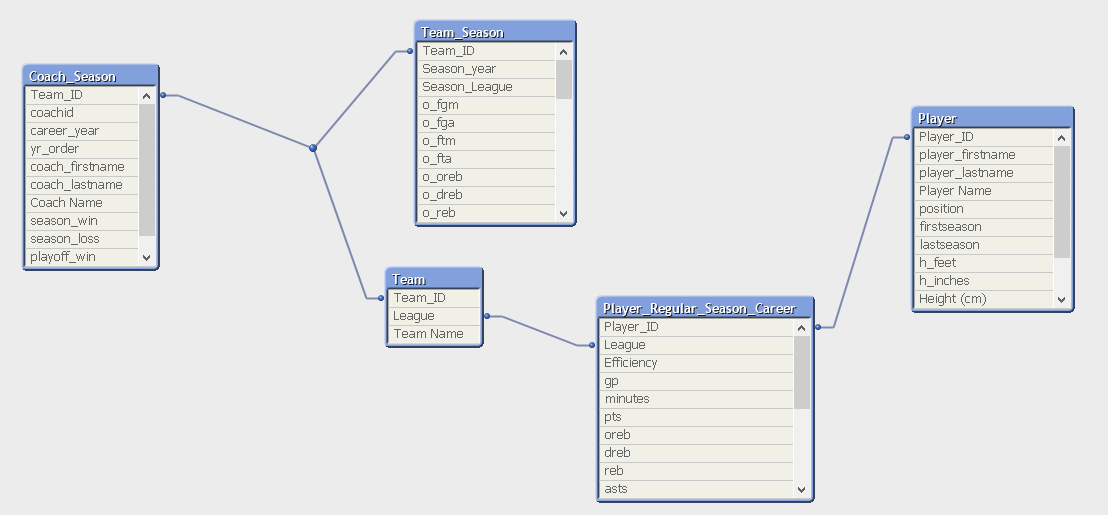 Coach_Season
Team_ID
coachid
career_year
yr_order
coach_firstname
coach_lastname
Coach Name
season_win
season_loss
playoff_win
Team_Season
Team_ID
Season_year
Season_League
o_fgm
o_fga
o_ftm
o_fta
o_oreb
o_dreb
o_reb
Team
Team_ID
League
Team Name
Player_Regular_Season_Career
Player_ID
League
Efficiency
gp
minutes
pts
oreb
dreb
reb
asts
Player
Player_ID
player_firstname
player_lastname
Player Name
position
firstseason
lastseason
h_feet
h_inches
Height (cm)